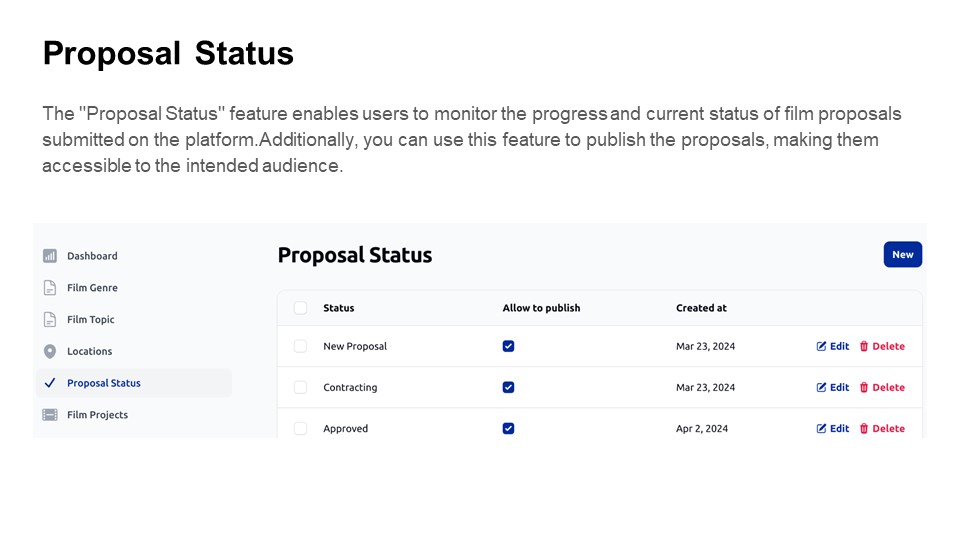 Proposal Status
The "Proposal Status" feature enables users to monitor the progress and current status of film proposals
submitted on the platform.Additionally, you can use this feature to publish the proposals, making them
accessible to the intended audience.
Dashboard
Film Genre
Film Topic
Locations
Proposal Status
Film Projects
Proposal Status New
Status Allow to publish Created at
New Proposal Mar 23, 2024 Edit Delete
Contracting Mar 23, 2024 Edit Delete
Approved Apr 2, 2024 Edit Delete